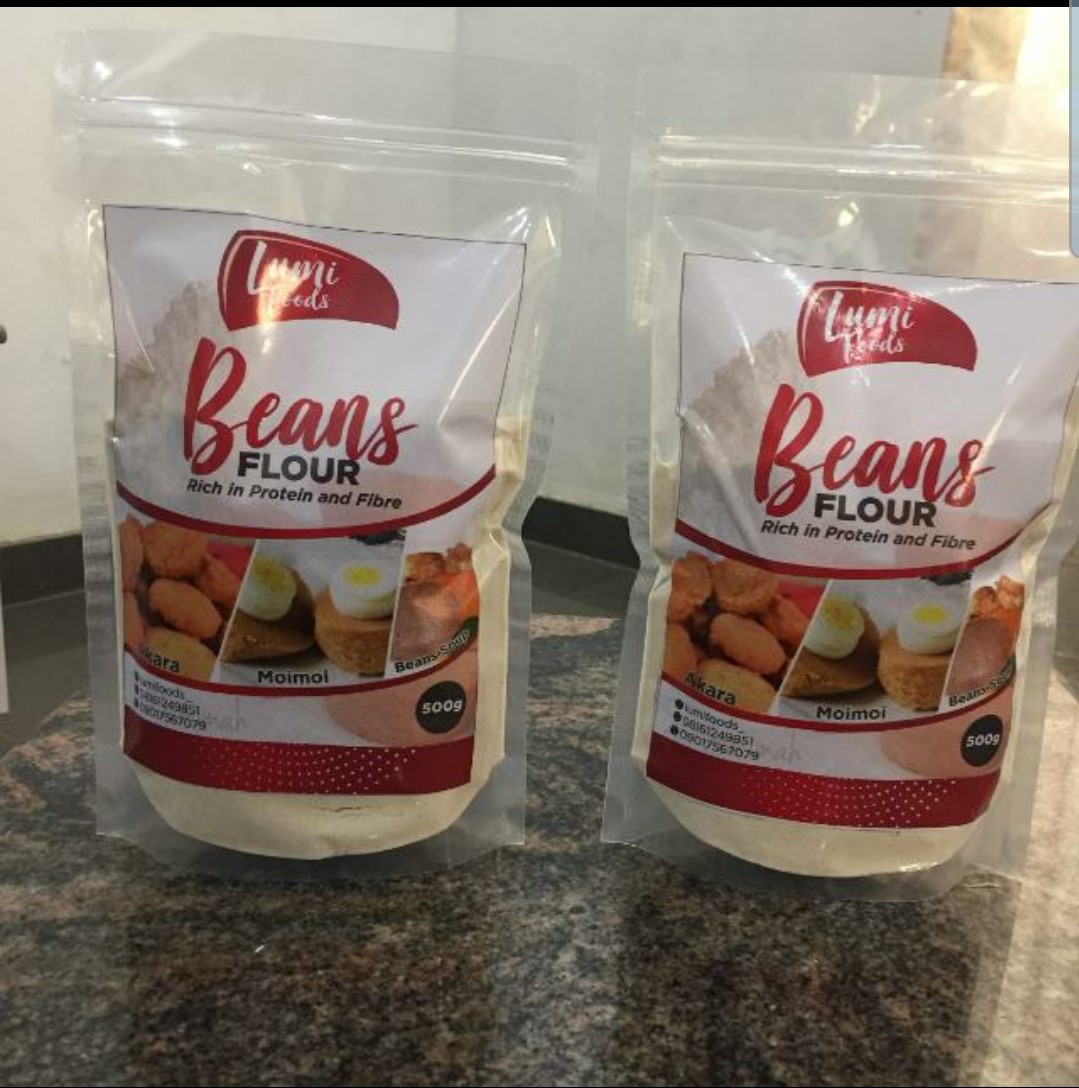 Lumi
Foods
Beans
FLOUR
Rich in Protein and Fibre
Akara
Moimoi
Beans-Soup
lumifoods_
08161249851
09017567079
500g
Lumi
Foods
Beans
FLOUR
Rich in Protein and Fibre
Akara
Moimoi
Beans-Soup
lumifoods_
08161249851
09017567079
500g